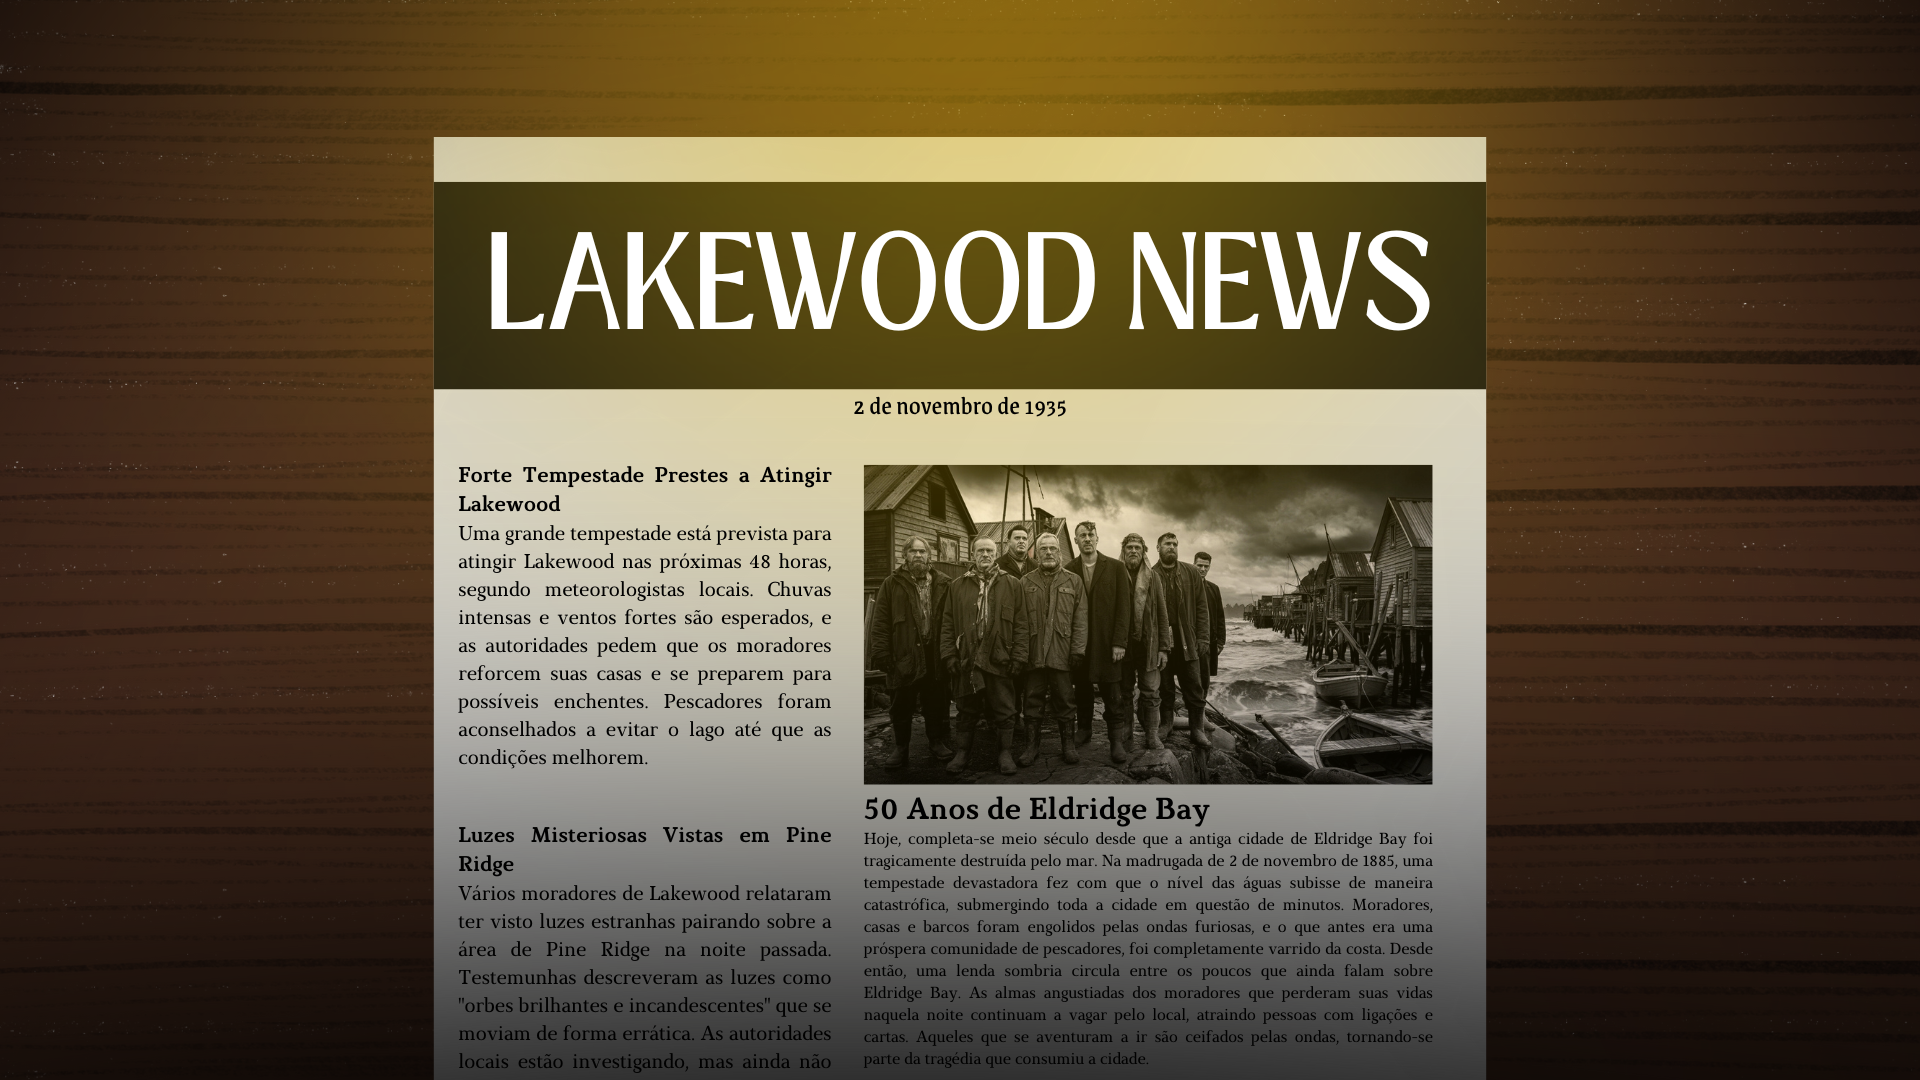 LAKEWOOD NEWS
2 de novembro de 1935
Forte Tempestade Prestes a Atingir
Lakewood
Uma grande tempestade está prevista para
atingir Lakewood nas próximas 48 horas,
segundo meteorologistas locais. Chuvas
intensas e ventos fortes são esperados, e
as autoridades pedem que os moradores
reforcem suas casas e se preparem para
possíveis enchentes. Pescadores foram
aconselhados a evitar o lago até que as
condições melhorem.
Luzes Misteriosas Vistas em Pine
Ridge
Vários moradores de Lakewood relataram
ter visto luzes estranhas pairando sobre a
área de Pine Ridge na noite passada.
Testemunhas descreveram as luzes como
"orbes brilhantes e incandescentes" que se
moviam de forma errática. As autoridades
locais estão investigando, mas ainda não
50 Anos de Eldridge Bay
Hoje, completa-se meio século desde que a antiga cidade de Eldridge Bay foi
tragicamente destruída pelo mar. Na madrugada de 2 de novembro de 1885, uma
tempestade devastadora fez com que o nível das águas subisse de maneira
catastrófica, submergindo toda a cidade em questão de minutos. Moradores,
casas e barcos foram engolidos pelas ondas furiosas, e o que antes era uma
próspera comunidade de pescadores, foi completamente varrido da costa. Desde
então, uma lenda sombria circula entre os poucos que ainda falam sobre
Eldridge Bay. As almas angustiadas dos moradores que perderam suas vidas
naquela noite continuam a vagar pelo local, atraindo pessoas com ligações e
cartas. Aqueles que se aventuram a ir são ceifados pelas ondas, tornando-se
parte da tragédia que consumiu a cidade.